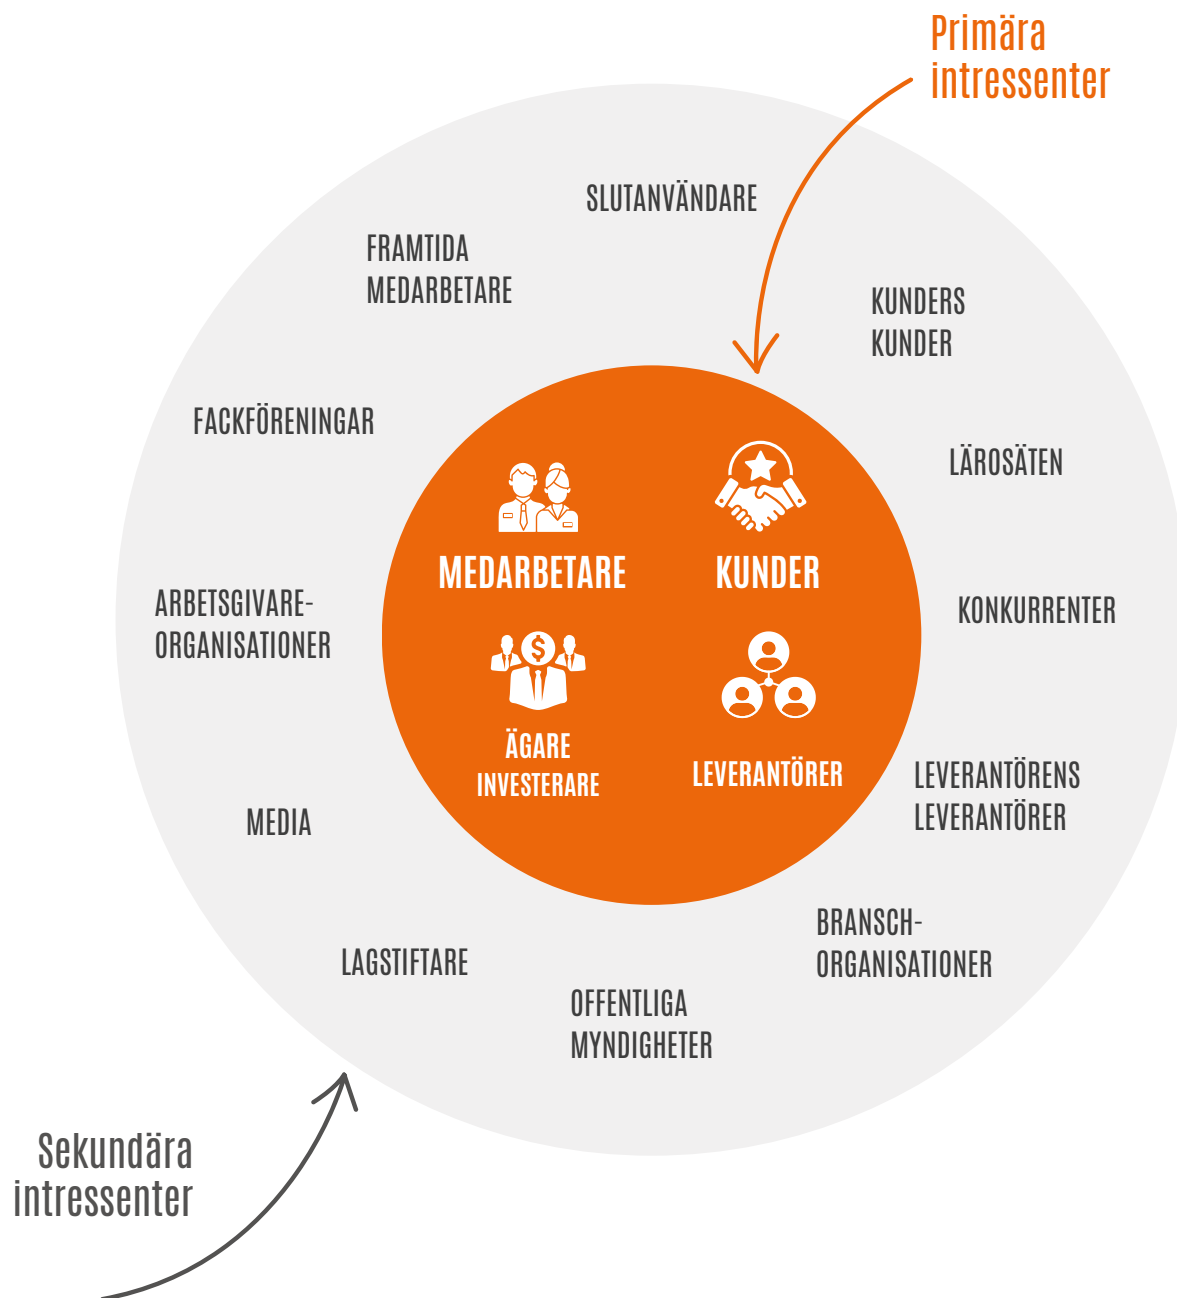 Primära
intressenter
SLUTANVÄNDARE
FRAMTIDA
MEDARBETARE
KUNDERS
KUNDER
FACKFÖRENINGAR
LÄROSÄTEN
MEDARBETARE
KUNDER
ARBETSGIVARE-
ORGANISATIONER
KONKURRENTER
$
ÄGARE
INVESTERARE
LEVERANTÖRER
LEVERANTÖRENS
LEVERANTÖRER
MEDIA
BRANSCH-
ORGANISATIONER
LAGSTIFTARE
OFFENTLIGA
MYNDIGHETER
Sekundära
intressenter